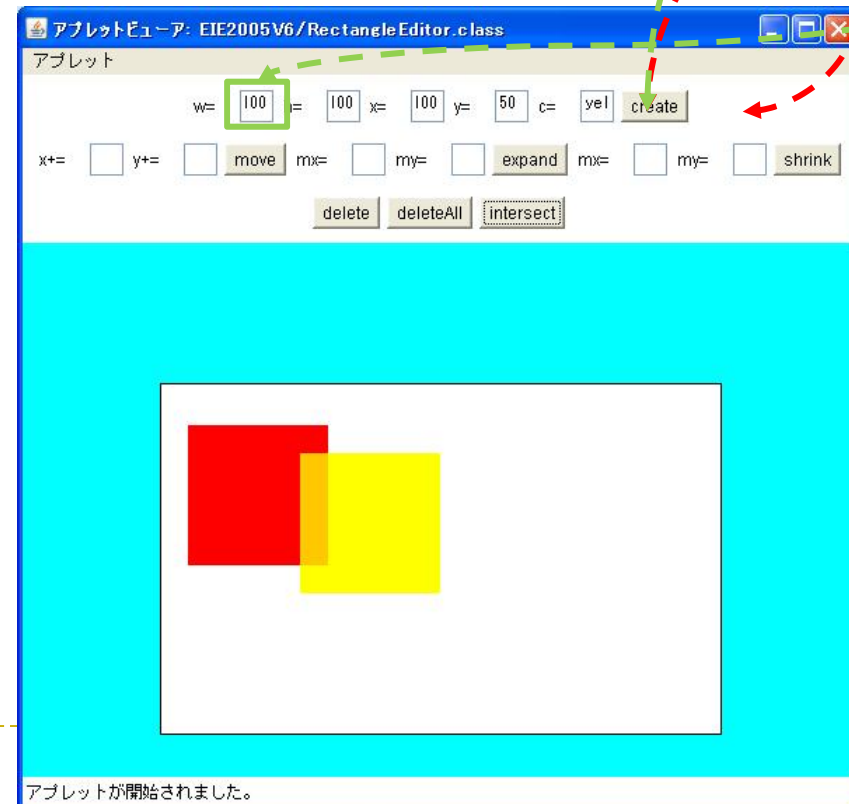 アプレットビューア: EIE2005V6/RectangleEditor.class
アプレット
w= 100 h= 100 x= 100 y= 50 c= yel create
x+= y+= move mx= my= expand mx= my= shrink
delete deleteAll intersect
アプレットが開始されました。